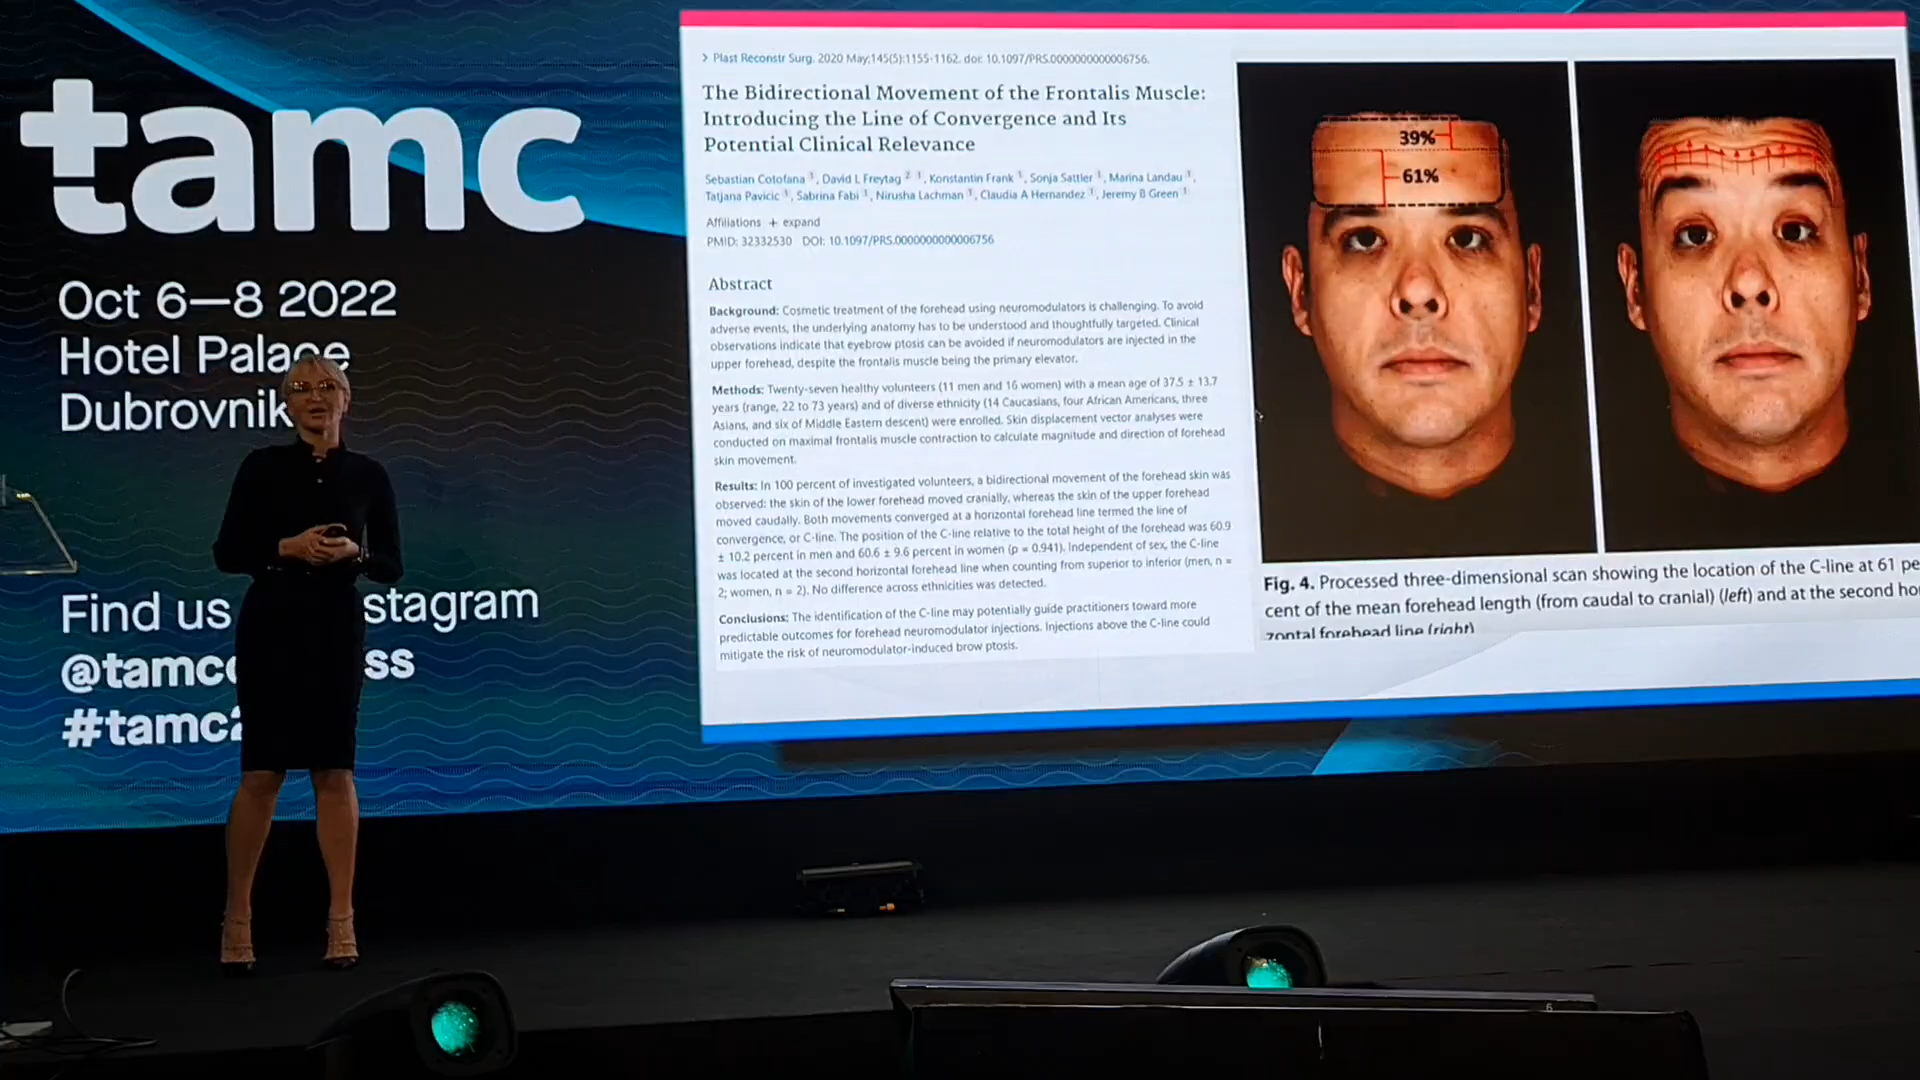 tamc
Oct 6—8 2022
Hotel Palace
Dubrovnik
Find us stagram
@tamc ss
#tamc
> Plast Reconstr Surg. 2020 May;145(5):1155-1162. doi: 10.1097/PRS.0000000000006756.
The Bidirectional Movement of the Frontalis Muscle:
Introducing the Line of Convergence and Its
Potential Clinical Relevance
Sebastian Cotofana 1, David L Freytag 2 1, Konstantin Frank 1, Sonja Sattler 1, Marina Landau 1,
Tatjana Pavicic 1, Sabrina Fabi 1, Nirusha Lachman 1, Claudia A Hernandez 1, Jeremy B Green 1
Affiliations + expand
PMID: 32332530 DOI: 10.1097/PRS.0000000000006756
Abstract
Background: Cosmetic treatment of the forehead using neuromodulators is challenging. To avoid
adverse events, the underlying anatomy has to be understood and thoughtfully targeted. Clinical
observations indicate that eyebrow ptosis can be avoided if neuromodulators are injected in the
upper forehead, despite the frontalis muscle being the primary elevator.
Methods: Twenty-seven healthy volunteers (11 men and 16 women) with a mean age of 37.5 ± 13.7
years (range, 22 to 73 years) and of diverse ethnicity (14 Caucasians, four African Americans, three
Asians, and six of Middle Eastern descent) were enrolled. Skin displacement vector analyses were
conducted on maximal frontalis muscle contraction to calculate magnitude and direction of forehead
skin movement.
Results: In 100 percent of investigated volunteers, a bidirectional movement of the forehead skin was
observed: the skin of the lower forehead moved cranially, whereas the skin of the upper forehead
moved caudally. Both movements converged at a horizontal forehead line termed the line of
convergence, or C-line. The position of the C-line relative to the total height of the forehead was 60.9
± 10.2 percent in men and 60.6 ± 9.6 percent in women (p = 0.941). Independent of sex, the C-line
was located at the second horizontal forehead line when counting from superior to inferior (men, n =
2; women, n = 2). No difference across ethnicities was detected.
Conclusions: The identification of the C-line may potentially guide practitioners toward more
predictable outcomes for forehead neuromodulator injections. Injections above the C-line could
mitigate the risk of neuromodulator-induced brow ptosis.
39%
61%
Fig. 4. Processed three-dimensional scan showing the location of the C-line at 61 pe
cent of the mean forehead length (from caudal to cranial) (left) and at the second ho
zontal forehead line (right)